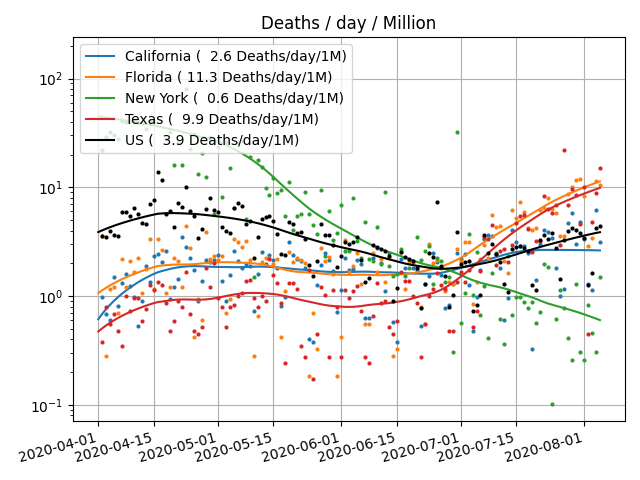 Deaths / day / Million
California (  2.6 Deaths/day/1M)
Florida ( 11.3 Deaths/day/1M)
New York (  0.6 Deaths/day/1M)
Texas (  9.9 Deaths/day/1M)
US (  3.9 Deaths/day/1M)
10²
10¹
10⁰
10⁻¹
2020-04-01
2020-04-15
2020-05-01
2020-05-15
2020-06-01
2020-06-15
2020-07-01
2020-07-15
2020-08-01